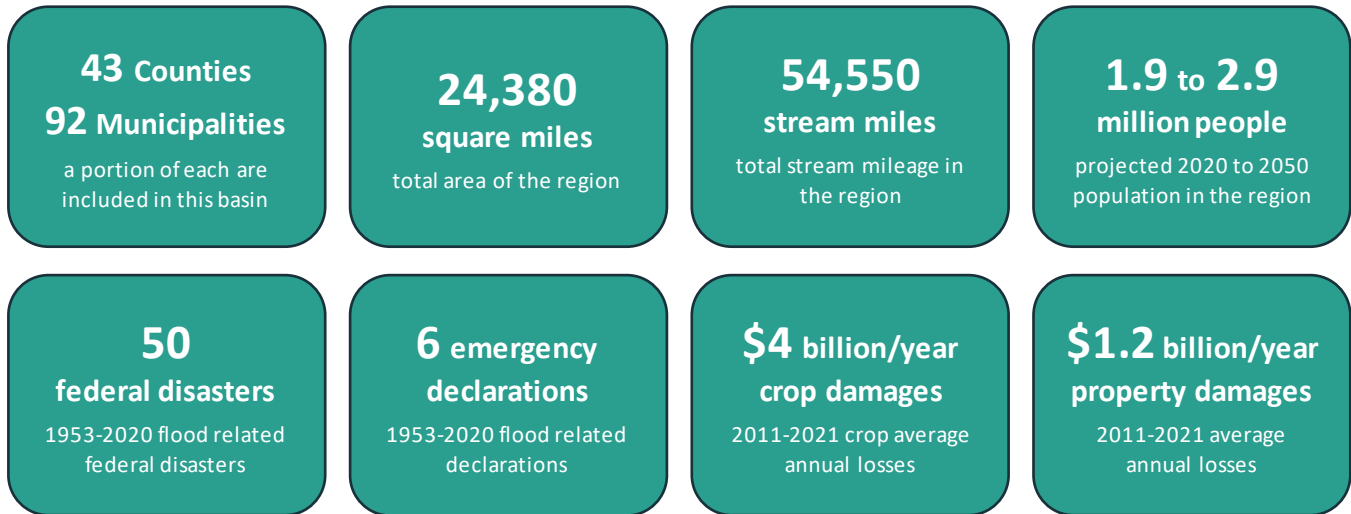 43 Counties
92 Municipalities
a portion of each are
included in this basin
24,380
square miles
total area of the region
54,550
stream miles
total stream mileage in
the region
1.9 to 2.9
million people
projected 2020 to 2050
population in the region
50
federal disasters
1953-2020 flood related
federal disasters
6 emergency
declarations
1953-2020 flood related
declarations
$4 billion/year
crop damages
2011-2021 crop average
annual losses
$1.2 billion/year
property damages
2011-2021 average
annual losses